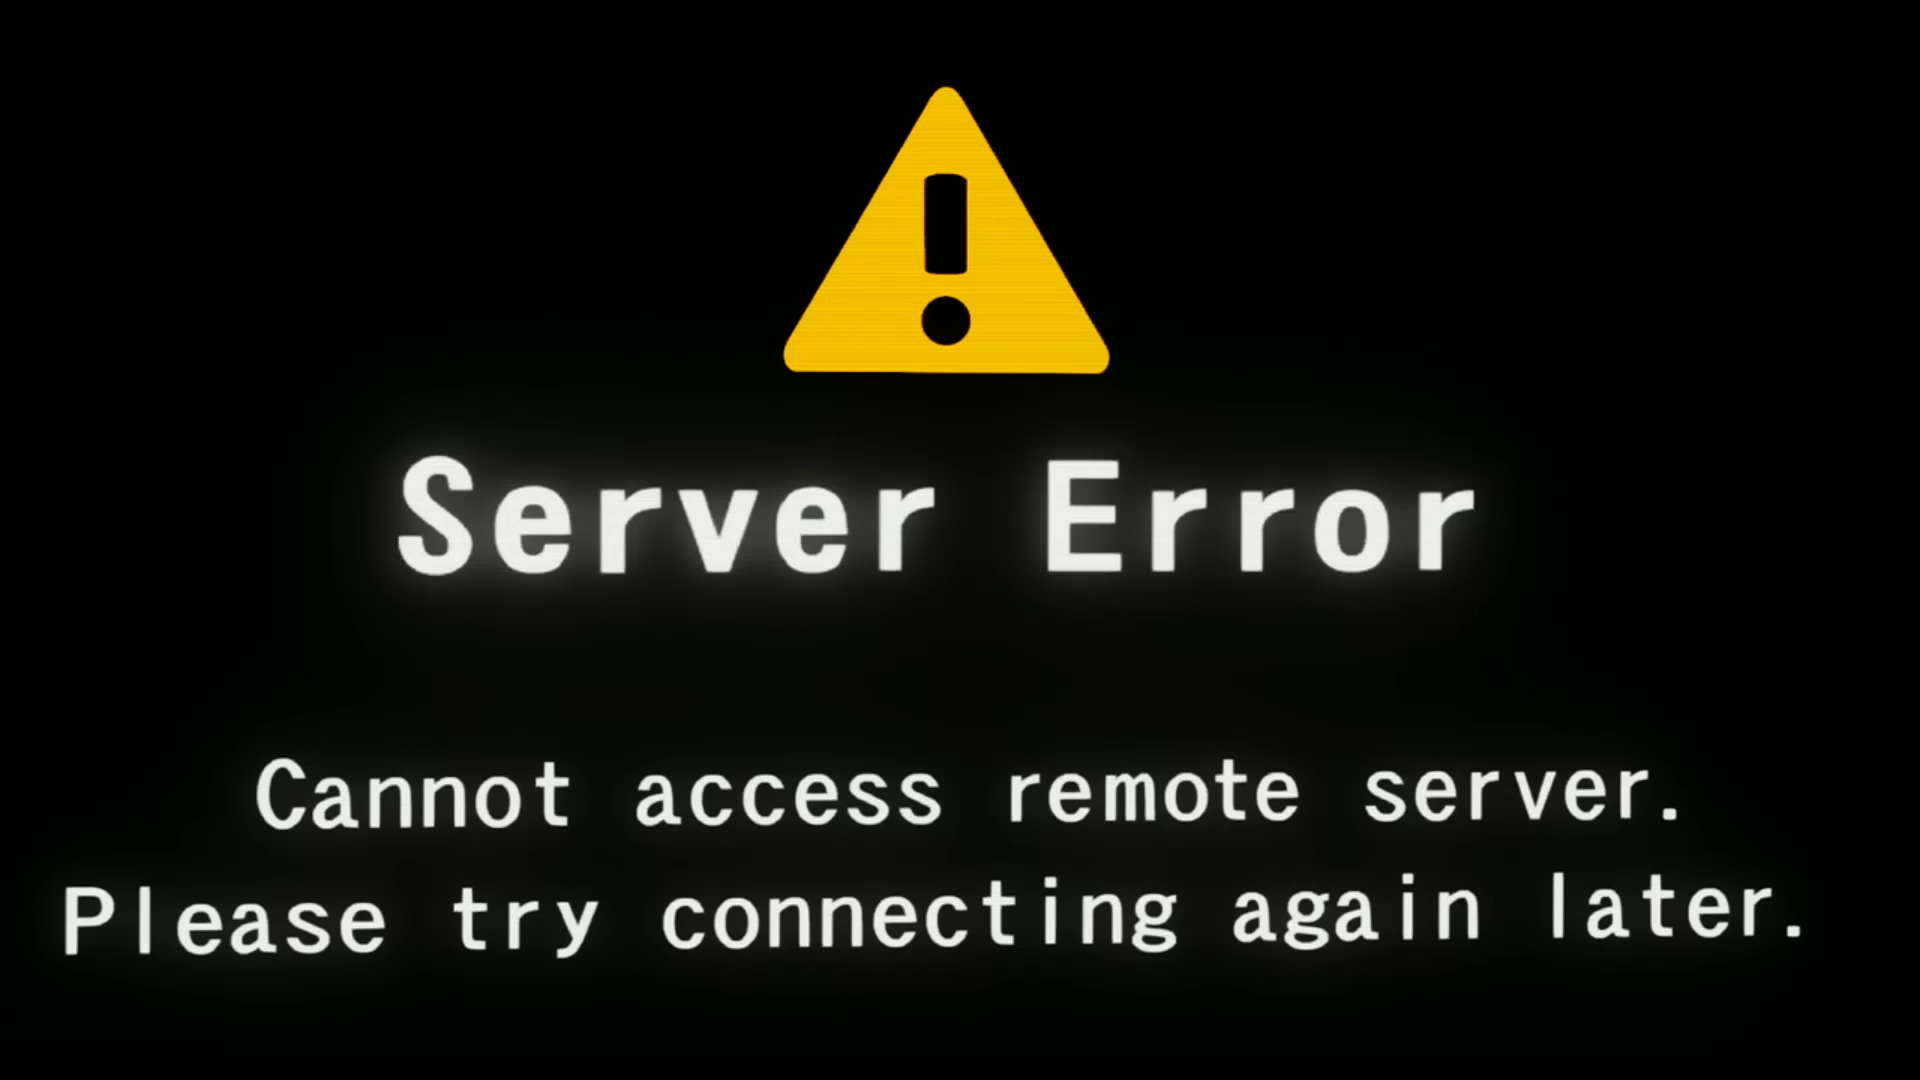 Server Error
Cannot access remote server.
Please try connecting again later.